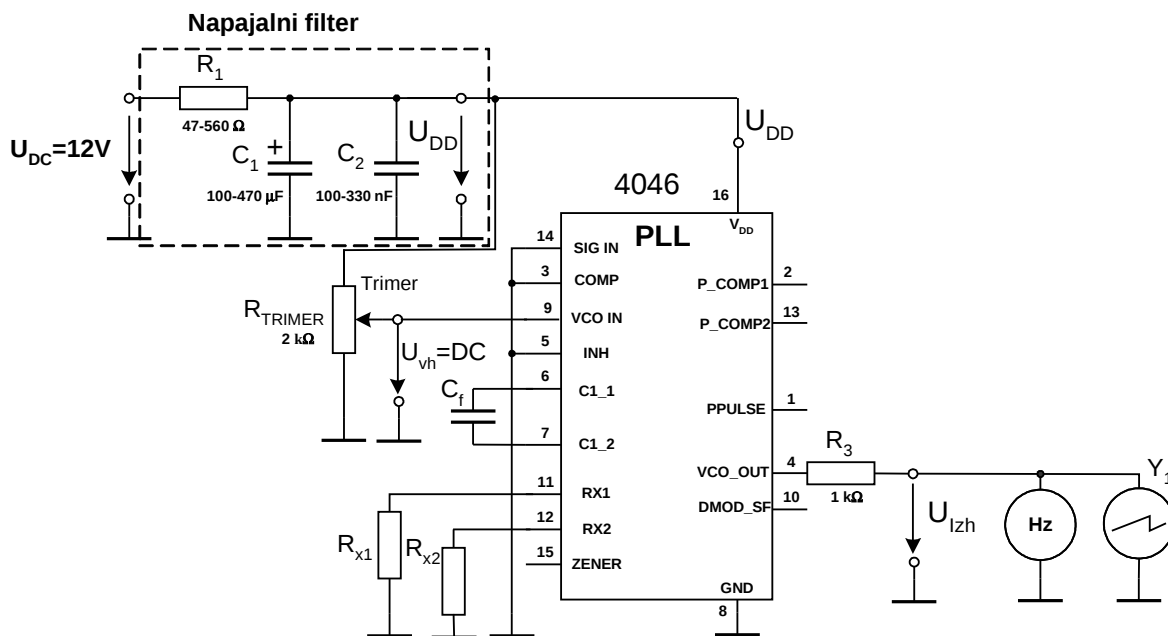 Napajalni filter
R1
47-560 Ω
UDC=12V
C1
+
100-470 μF
C2
100-330 nF
UDD
UDD
4046
16
VDD
PLL
14
SIG IN
3
COMP
9
VCO IN
5
INH
6
C1_1
7
C1_2
11
RX1
12
RX2
15
ZENER
P_COMP1
2
P_COMP2
13
PPULSE
1
VCO_OUT
4
DMOD_SF
10
GND
8
Trimer
RTRIMER
2 kΩ
Uvh=DC
Cf
Rx1
Rx2
R3
1 kΩ
UIzh
Hz
Y1